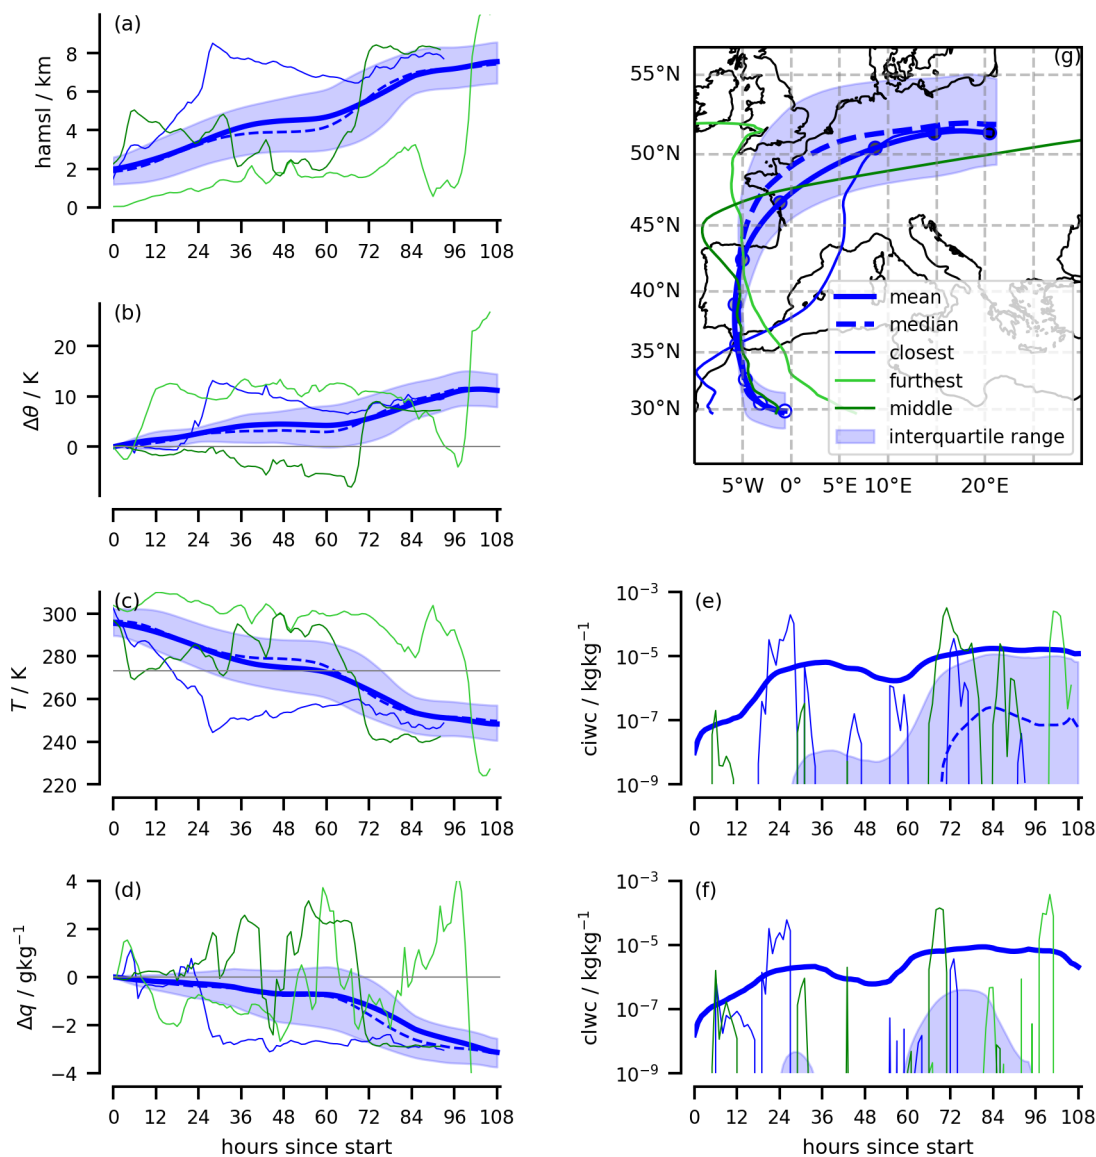 (a)
hamsl / km
8
6
4
2
0
0 12 24 36 48 60 72 84 96 108
(b)
Δθ / K
20
10
0
0 12 24 36 48 60 72 84 96 108
(c)
T / K
300
280
260
240
220
0 12 24 36 48 60 72 84 96 108
(d)
Δq / gkg⁻¹
4
2
0
−2
−4
0 12 24 36 48 60 72 84 96 108
hours since start
(g)
55°N
50°N
45°N
40°N
35°N
30°N
5°W 0° 5°E 10°E 20°E
mean
median
closest
furthest
middle
interquartile range
(e)
ciwc / kgkg⁻¹
10⁻³
10⁻⁵
10⁻⁷
10⁻⁹
0 12 24 36 48 60 72 84 96 108
(f)
clwc / kgkg⁻¹
10⁻³
10⁻⁵
10⁻⁷
10⁻⁹
0 12 24 36 48 60 72 84 96 108
hours since start